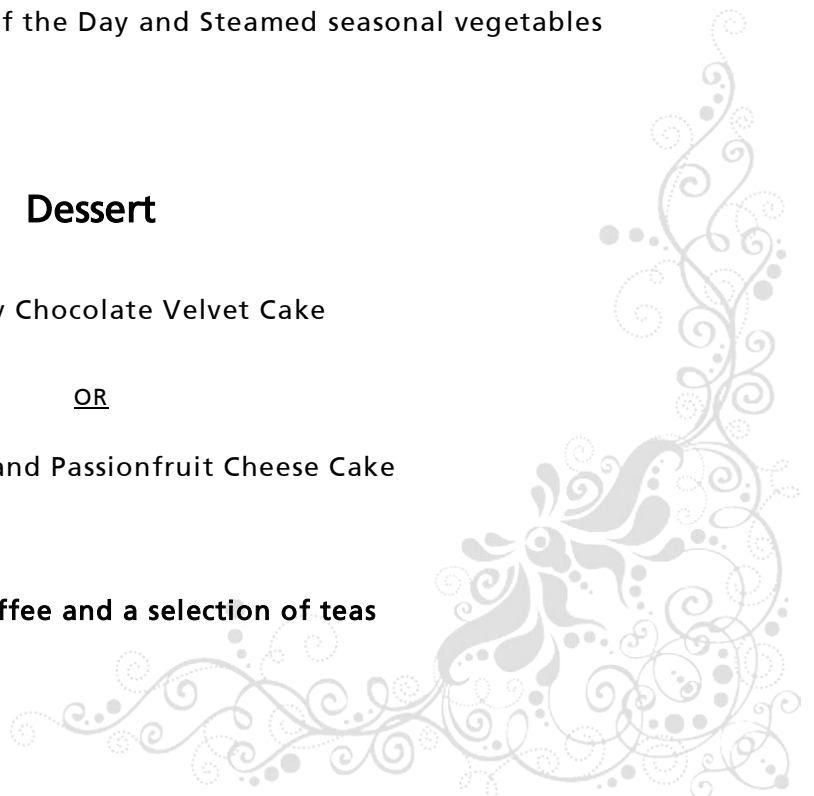 f the Day and Steamed seasonal vegetables
Dessert
Chocolate Velvet Cake
OR
and Passionfruit Cheese Cake
ffee and a selection of teas